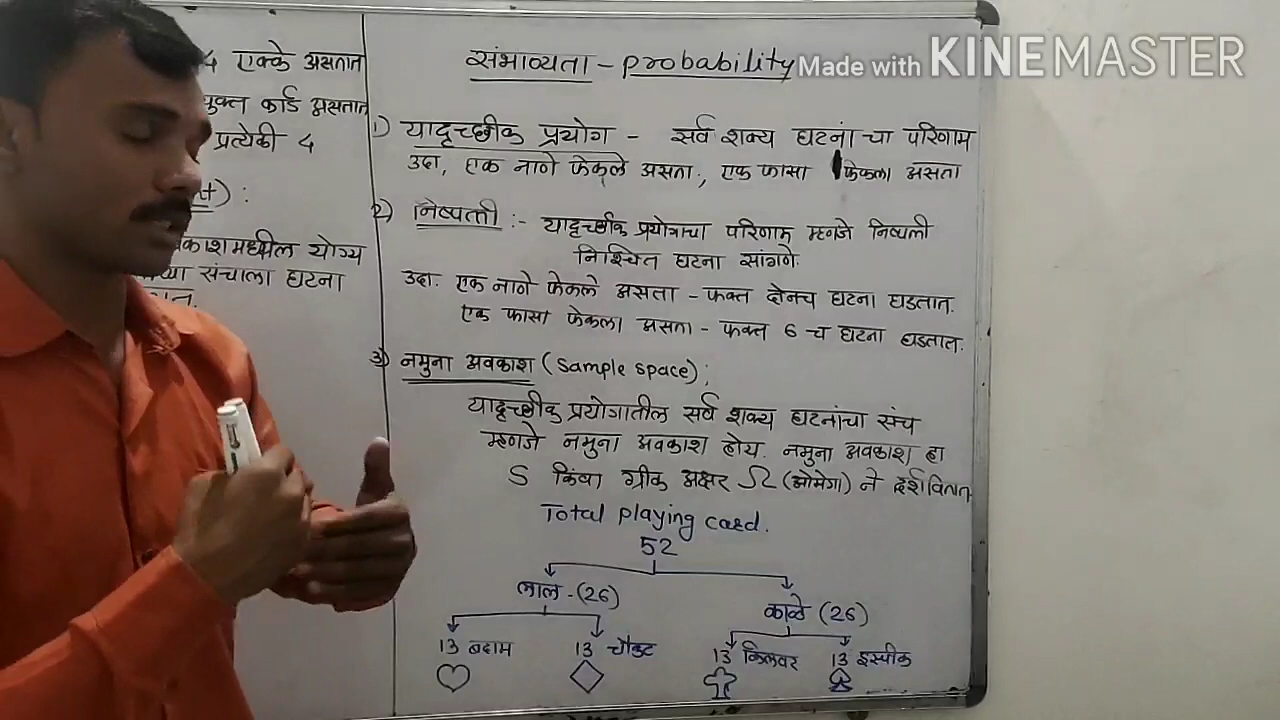 ४ एक्के असतात
युक्त कार्ड असतात
प्रत्येकी 4
काशमधील योग्य
संचाला घटना
संभाव्यता - probability
Made with KINEMASTER
1) यादृच्छीक प्रयोग - सर्व शक्य घटनांचा परिणाम
उदा, एक नाणे फेकले असता, एक फासा फेकला असता
2) निष्पत्ती :- यादृच्छीक प्रयोगाचा परिणाम म्हणजे निष्पत्ती
निश्चित घटना सांगणे.
उदा. एक नाणे फेकले असता - फक्त दोनच घटना घडतात.
एक फासा फेकला असता - फक्त 6 च घटना घडतात.
3) नमुना अवकाश (Sample space);
यादृच्छीक प्रयोगातील सर्व शक्य घटनांचा संच
म्हणजे नमुना अवकाश होय. नमुना अवकाश हा
S किंवा ग्रीक अक्षर Ω (ओमेगा) ने दर्शवितात
Total playing card.
52
लाल - (26)
काळे (26)
13 बदाम 13 चौकट 13 किलवर 13 इस्पीक